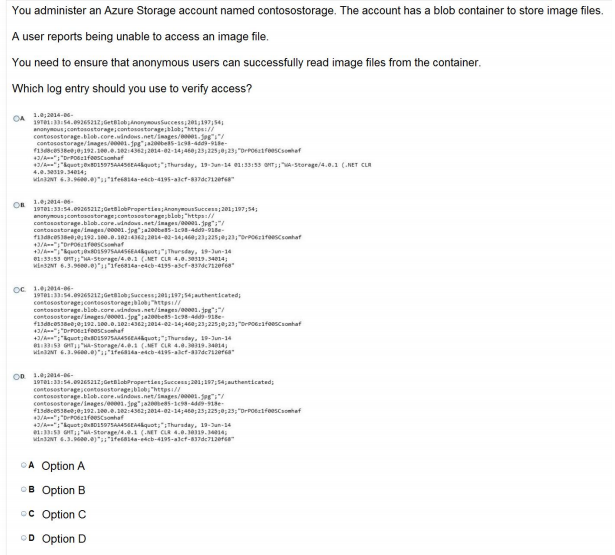 You administer an Azure Storage account named contosostorage. The account has a blob container to store image files.
A user reports being unable to access an image file.
You need to ensure that anonymous users can successfully read image files from the container.
Which log entry should you use to verify access?
A. 1.0;2014-06-
19T01:33:54.0926521Z;GetBlob;AnonymousSuccess;201;197;54;
anonymous;contosostorage;contosostorage;blob;"https://
contosostorage.blob.core.windows.net/images/00001.jpg";"/
contosostorage/images/00001.jpg";a200be85-1c98-4dd9-918e-
f13d8c0538e0;0;192.100.0.102:4362;2014-02-14;460;23;225;0;23;"DrPO6z1f00SCsomhaf
+J/A==";"DrPO6z1f00SCsomhaf
+J/A==";"&quot;0x8D15975AA456EA4&quot;";Thursday, 19-Jun-14 01:33:53 GMT;;"WA-Storage/4.0.1 (.NET CLR
4.0.30319.34014;
Win32NT 6.3.9600.0)";;"1fe6814a-e4cb-4195-a3cf-837dc7120f68"
B. 1.0;2014-06-
19T01:33:54.0926521Z;GetBlobProperties;AnonymousSuccess;201;197;54;
anonymous;contosostorage;contosostorage;blob;"https://
contosostorage.blob.core.windows.net/images/00001.jpg";"/
contosostorage/images/00001.jpg";a200be85-1c98-4dd9-918e-
f13d8c0538e0;0;192.100.0.102:4362;2014-02-14;460;23;225;0;23;"DrPO6z1f00SCsomhaf
+J/A==";"DrPO6z1f00SCsomhaf
+J/A==";"&quot;0x8D15975AA456EA4&quot;";Thursday, 19-Jun-14
01:33:53 GMT;;"WA-Storage/4.0.1 (.NET CLR 4.0.30319.34014;
Win32NT 6.3.9600.0)";;"1fe6814a-e4cb-4195-a3cf-837dc7120f68"
C. 1.0;2014-06-
19T01:33:54.0926521Z;GetBlob;Success;201;197;54;authenticated;
contosostorage;contosostorage;blob;"https://
contosostorage.blob.core.windows.net/images/00001.jpg";"/
contosostorage/images/00001.jpg";a200be85-1c98-4dd9-918e-
f13d8c0538e0;0;192.100.0.102:4362;2014-02-14;460;23;225;0;23;"DrPO6z1f00SCsomhaf
+J/A==";"DrPO6z1f00SCsomhaf
+J/A==";"&quot;0x8D15975AA456EA4&quot;";Thursday, 19-Jun-14
01:33:53 GMT;;"WA-Storage/4.0.1 (.NET CLR 4.0.30319.34014;
Win32NT 6.3.9600.0)";;"1fe6814a-e4cb-4195-a3cf-837dc7120f68"
D. 1.0;2014-06-
19T01:33:54.0926521Z;GetBlobProperties;Success;201;197;54;authenticated;
contosostorage;contosostorage;blob;"https://
contosostorage.blob.core.windows.net/images/00001.jpg";"/
contosostorage/images/00001.jpg";a200be85-1c98-4dd9-918e-
f13d8c0538e0;0;192.100.0.102:4362;2014-02-14;460;23;225;0;23;"DrPO6z1f00SCsomhaf
+J/A==";"DrPO6z1f00SCsomhaf
+J/A==";"&quot;0x8D15975AA456EA4&quot;";Thursday, 19-Jun-14
01:33:53 GMT;;"WA-Storage/4.0.1 (.NET CLR 4.0.30319.34014;
Win32NT 6.3.9600.0)";;"1fe6814a-e4cb-4195-a3cf-837dc7120f68"
A Option A
B Option B
C Option C
D Option D